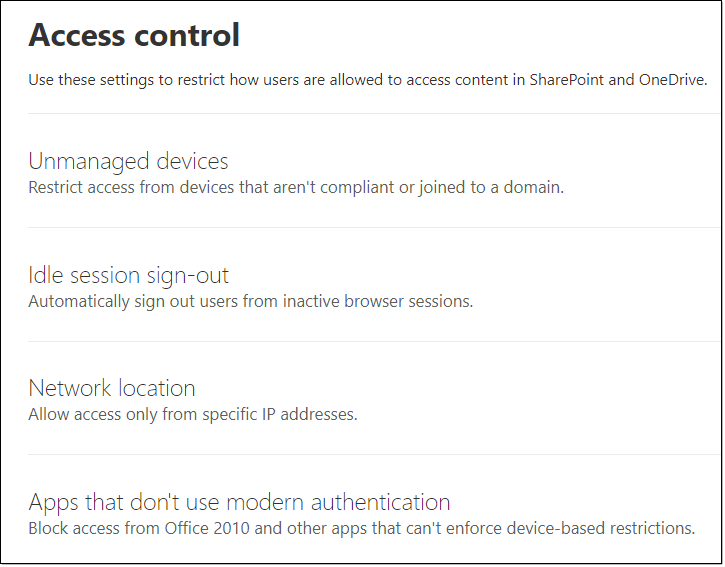 Access control
Use these settings to restrict how users are allowed to access content in SharePoint and OneDrive.
Unmanaged devices
Restrict access from devices that aren't compliant or joined to a domain.
Idle session sign-out
Automatically sign out users from inactive browser sessions.
Network location
Allow access only from specific IP addresses.
Apps that don't use modern authentication
Block access from Office 2010 and other apps that can't enforce device-based restrictions.